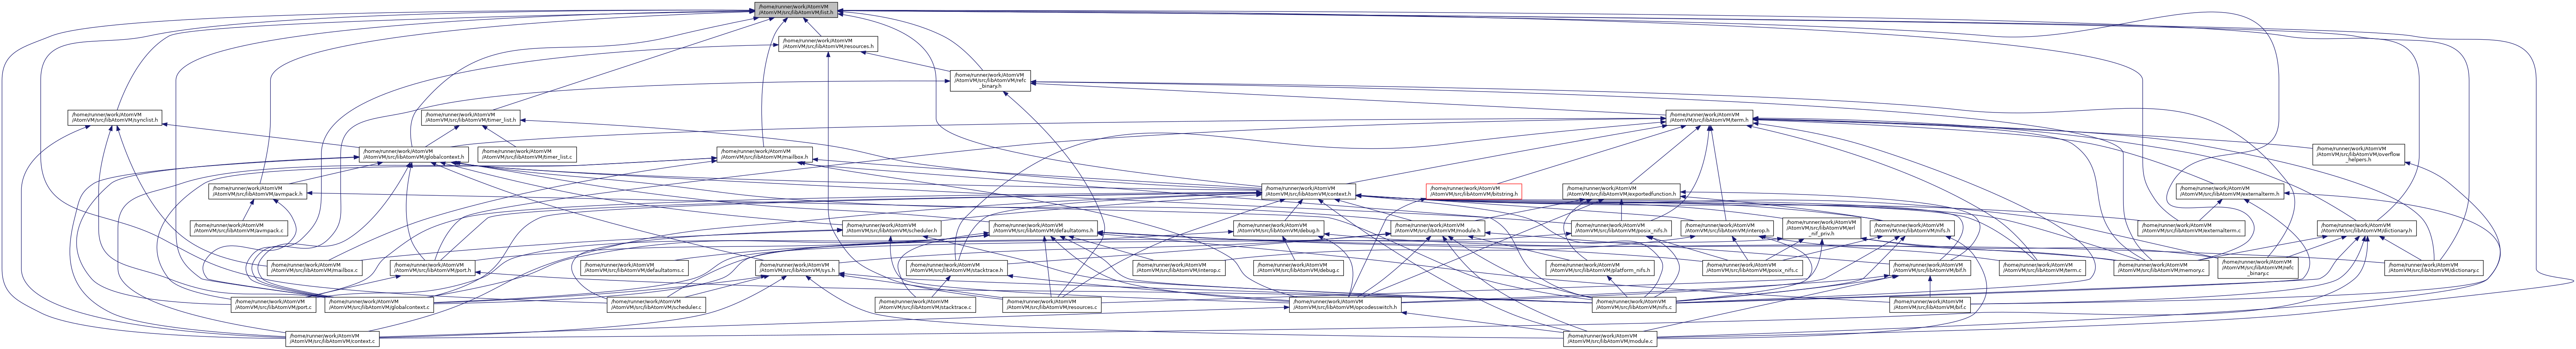 /home/runner/work/AtomVM
/AtomVM/src/libAtomVM/list.h
/home/runner/work/AtomVM
/AtomVM/src/libAtomVM/resources.h
/home/runner/work/AtomVM
/AtomVM/src/libAtomVM/refc
_binary.h
/home/runner/work/AtomVM
/AtomVM/src/libAtomVM/synclist.h
/home/runner/work/AtomVM
/AtomVM/src/libAtomVM/timer_list.h
/home/runner/work/AtomVM
/AtomVM/src/libAtomVM/term.h
/home/runner/work/AtomVM
/AtomVM/src/libAtomVM/globalcontext.h
/home/runner/work/AtomVM
/AtomVM/src/libAtomVM/timer_list.c
/home/runner/work/AtomVM
/AtomVM/src/libAtomVM/mailbox.h
/home/runner/work/AtomVM
/AtomVM/src/libAtomVM/overflow
_helpers.h
/home/runner/work/AtomVM
/AtomVM/src/libAtomVM/avmpack.h
/home/runner/work/AtomVM
/AtomVM/src/libAtomVM/context.h
/home/runner/work/AtomVM
/AtomVM/src/libAtomVM/bitstring.h
/home/runner/work/AtomVM
/AtomVM/src/libAtomVM/exportedfunction.h
/home/runner/work/AtomVM
/AtomVM/src/libAtomVM/externalterm.h
/home/runner/work/AtomVM
/AtomVM/src/libAtomVM/avmpack.c
/home/runner/work/AtomVM
/AtomVM/src/libAtomVM/scheduler.h
/home/runner/work/AtomVM
/AtomVM/src/libAtomVM/defaultatoms.h
/home/runner/work/AtomVM
/AtomVM/src/libAtomVM/debug.h
/home/runner/work/AtomVM
/AtomVM/src/libAtomVM/module.h
/home/runner/work/AtomVM
/AtomVM/src/libAtomVM/posix_nifs.h
/home/runner/work/AtomVM
/AtomVM/src/libAtomVM/interop.h
/home/runner/work/AtomVM
/AtomVM/src/libAtomVM/erl
_nif_priv.h
/home/runner/work/AtomVM
/AtomVM/src/libAtomVM/nifs.h
/home/runner/work/AtomVM
/AtomVM/src/libAtomVM/externalterm.c
/home/runner/work/AtomVM
/AtomVM/src/libAtomVM/dictionary.h
/home/runner/work/AtomVM
/AtomVM/src/libAtomVM/mailbox.c
/home/runner/work/AtomVM
/AtomVM/src/libAtomVM/port.h
/home/runner/work/AtomVM
/AtomVM/src/libAtomVM/defaultatoms.c
/home/runner/work/AtomVM
/AtomVM/src/libAtomVM/sys.h
/home/runner/work/AtomVM
/AtomVM/src/libAtomVM/stacktrace.h
/home/runner/work/AtomVM
/AtomVM/src/libAtomVM/interop.c
/home/runner/work/AtomVM
/AtomVM/src/libAtomVM/debug.c
/home/runner/work/AtomVM
/AtomVM/src/libAtomVM/platform_nifs.h
/home/runner/work/AtomVM
/AtomVM/src/libAtomVM/posix_nifs.c
/home/runner/work/AtomVM
/AtomVM/src/libAtomVM/bif.h
/home/runner/work/AtomVM
/AtomVM/src/libAtomVM/term.c
/home/runner/work/AtomVM
/AtomVM/src/libAtomVM/memory.c
/home/runner/work/AtomVM
/AtomVM/src/libAtomVM/refc
_binary.c
/home/runner/work/AtomVM
/AtomVM/src/libAtomVM/dictionary.c
/home/runner/work/AtomVM
/AtomVM/src/libAtomVM/port.c
/home/runner/work/AtomVM
/AtomVM/src/libAtomVM/globalcontext.c
/home/runner/work/AtomVM
/AtomVM/src/libAtomVM/scheduler.c
/home/runner/work/AtomVM
/AtomVM/src/libAtomVM/stacktrace.c
/home/runner/work/AtomVM
/AtomVM/src/libAtomVM/resources.c
/home/runner/work/AtomVM
/AtomVM/src/libAtomVM/opcodesswitch.h
/home/runner/work/AtomVM
/AtomVM/src/libAtomVM/nifs.c
/home/runner/work/AtomVM
/AtomVM/src/libAtomVM/bif.c
/home/runner/work/AtomVM
/AtomVM/src/libAtomVM/context.c
/home/runner/work/AtomVM
/AtomVM/src/libAtomVM/module.c